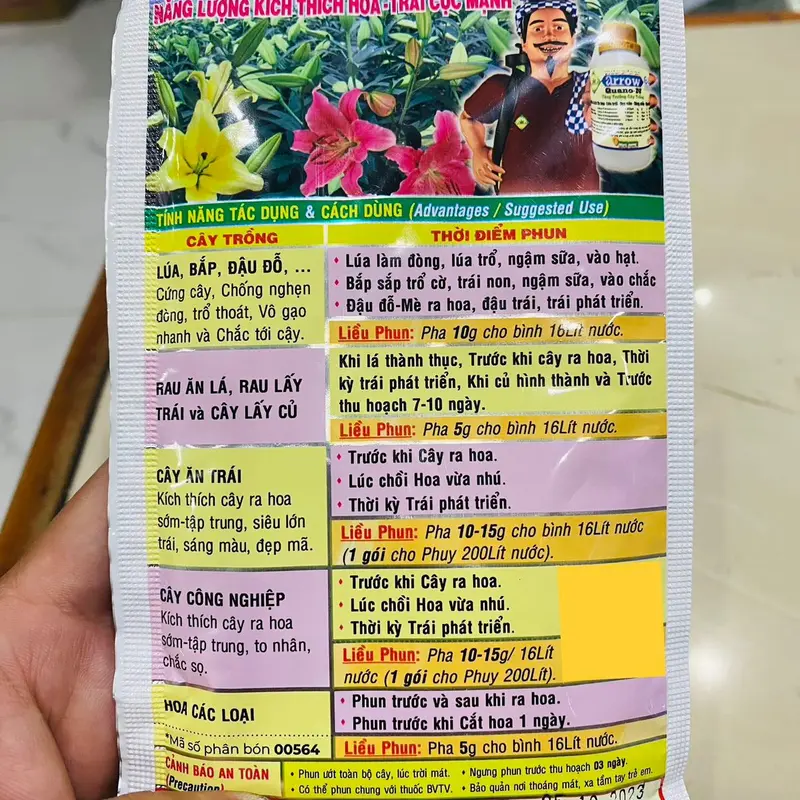 NĂNG LƯỢNG KÍCH THÍCH HOA - TRÁI CỰC MẠNH
arrow
Quano-N
TÍNH NĂNG TÁC DỤNG & CÁCH DÙNG (Advantages / Suggested Use)
CÂY TRỒNG
THỜI ĐIỂM PHUN
LÚA, BẮP, ĐẬU ĐỖ, ...
Cứng cây, Chống nghẹn
đòng, trổ thoát, Vô gạo
nhanh và Chắc tới cậy.
Lúa làm đòng, lúa trổ, ngậm sữa, vào hạt.
Bắp sắp trổ cờ, trái non, ngậm sữa, vào chắc
Đậu đỗ-Mè ra hoa, đậu trái, trái phát triển.
Liều Phun: Pha 10g cho bình 16Lít nước.
RAU ĂN LÁ, RAU LẤY
TRÁI và CÂY LẤY CỦ
Khi lá thành thục, Trước khi cây ra hoa, Thời
kỳ trái phát triển, Khi củ hình thành và Trước
thu hoạch 7-10 ngày.
Liều Phun: Pha 5g cho bình 16Lít nước.
CÂY ĂN TRÁI
Kích thích cây ra hoa
sớm-tập trung, siêu lớn
trái, sáng màu, đẹp mã.
Trước khi Cây ra hoa.
Lúc chồi Hoa vừa nhú.
Thời kỳ Trái phát triển.
Liều Phun: Pha 10-15g cho bình 16Lít nước
(1 gói cho Phuy 200Lít nước).
CÂY CÔNG NGHIỆP
Kích thích cây ra hoa
sớm-tập trung, to nhân,
chắc sọ.
Trước khi Cây ra hoa.
Lúc chồi Hoa vừa nhú.
Thời kỳ Trái phát triển.
Liều Phun: Pha 10-15g/ 16Lít
nước (1 gói cho Phuy 200Lít).
HOA CÁC LOẠI
*Mã số phân bón 00564
Phun trước và sau khi ra hoa.
Phun trước khi Cắt hoa 1 ngày.
Liều Phun: Pha 5g cho bình 16Lít nước.
CẢNH BÁO AN TOÀN
(Precaution)
• Phun ướt toàn bộ cây, lúc trời mát.
• Ngưng phun trước thu hoạch 03 ngày.
• Có thể phun chung với thuốc BVTV.
• Bảo quản nơi thoáng mát, xa tầm tay trẻ em.